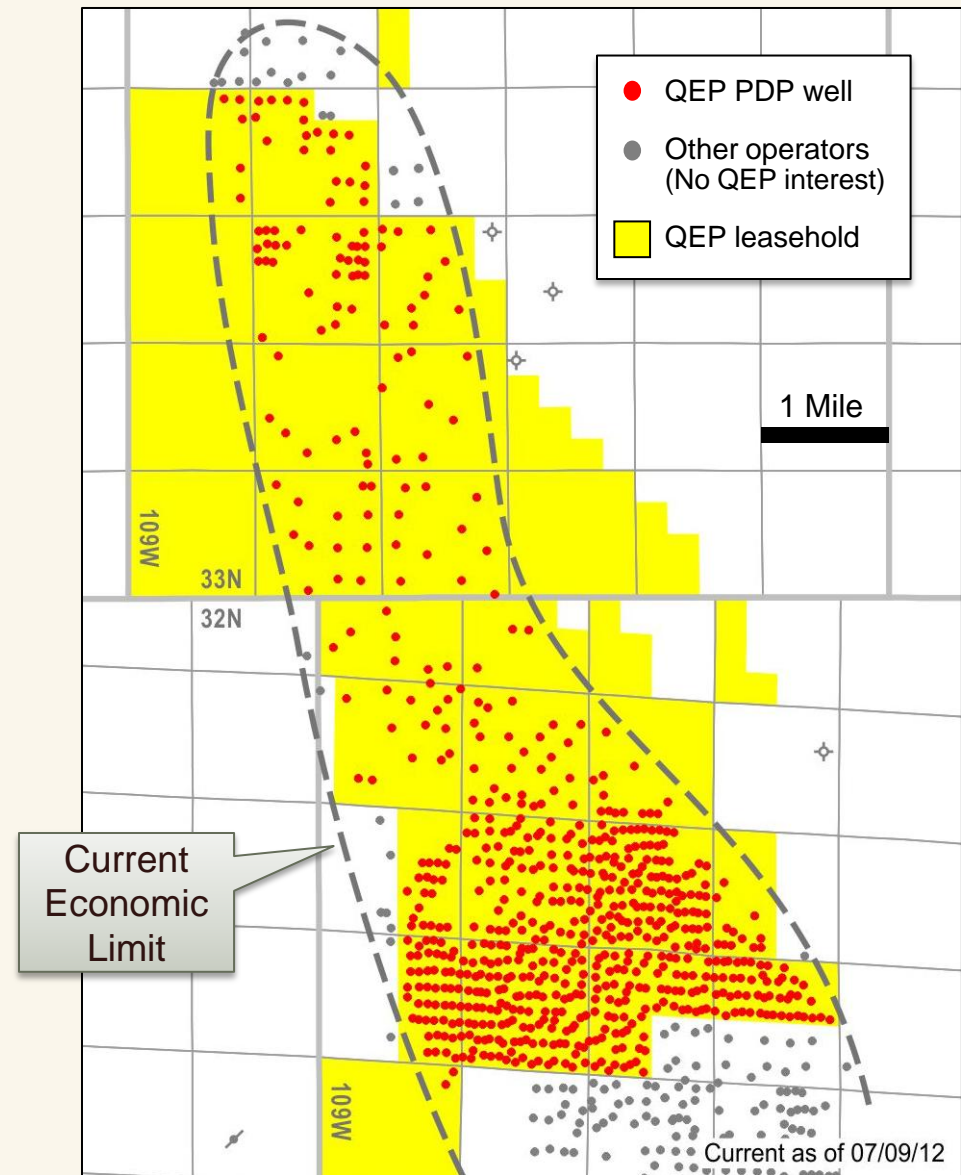 QEP PDP well
Other operators
(No QEP interest)
QEP leasehold
1 Mile
109W
33N
32N
Current
Economic
Limit
109W
Current as of 07/09/12